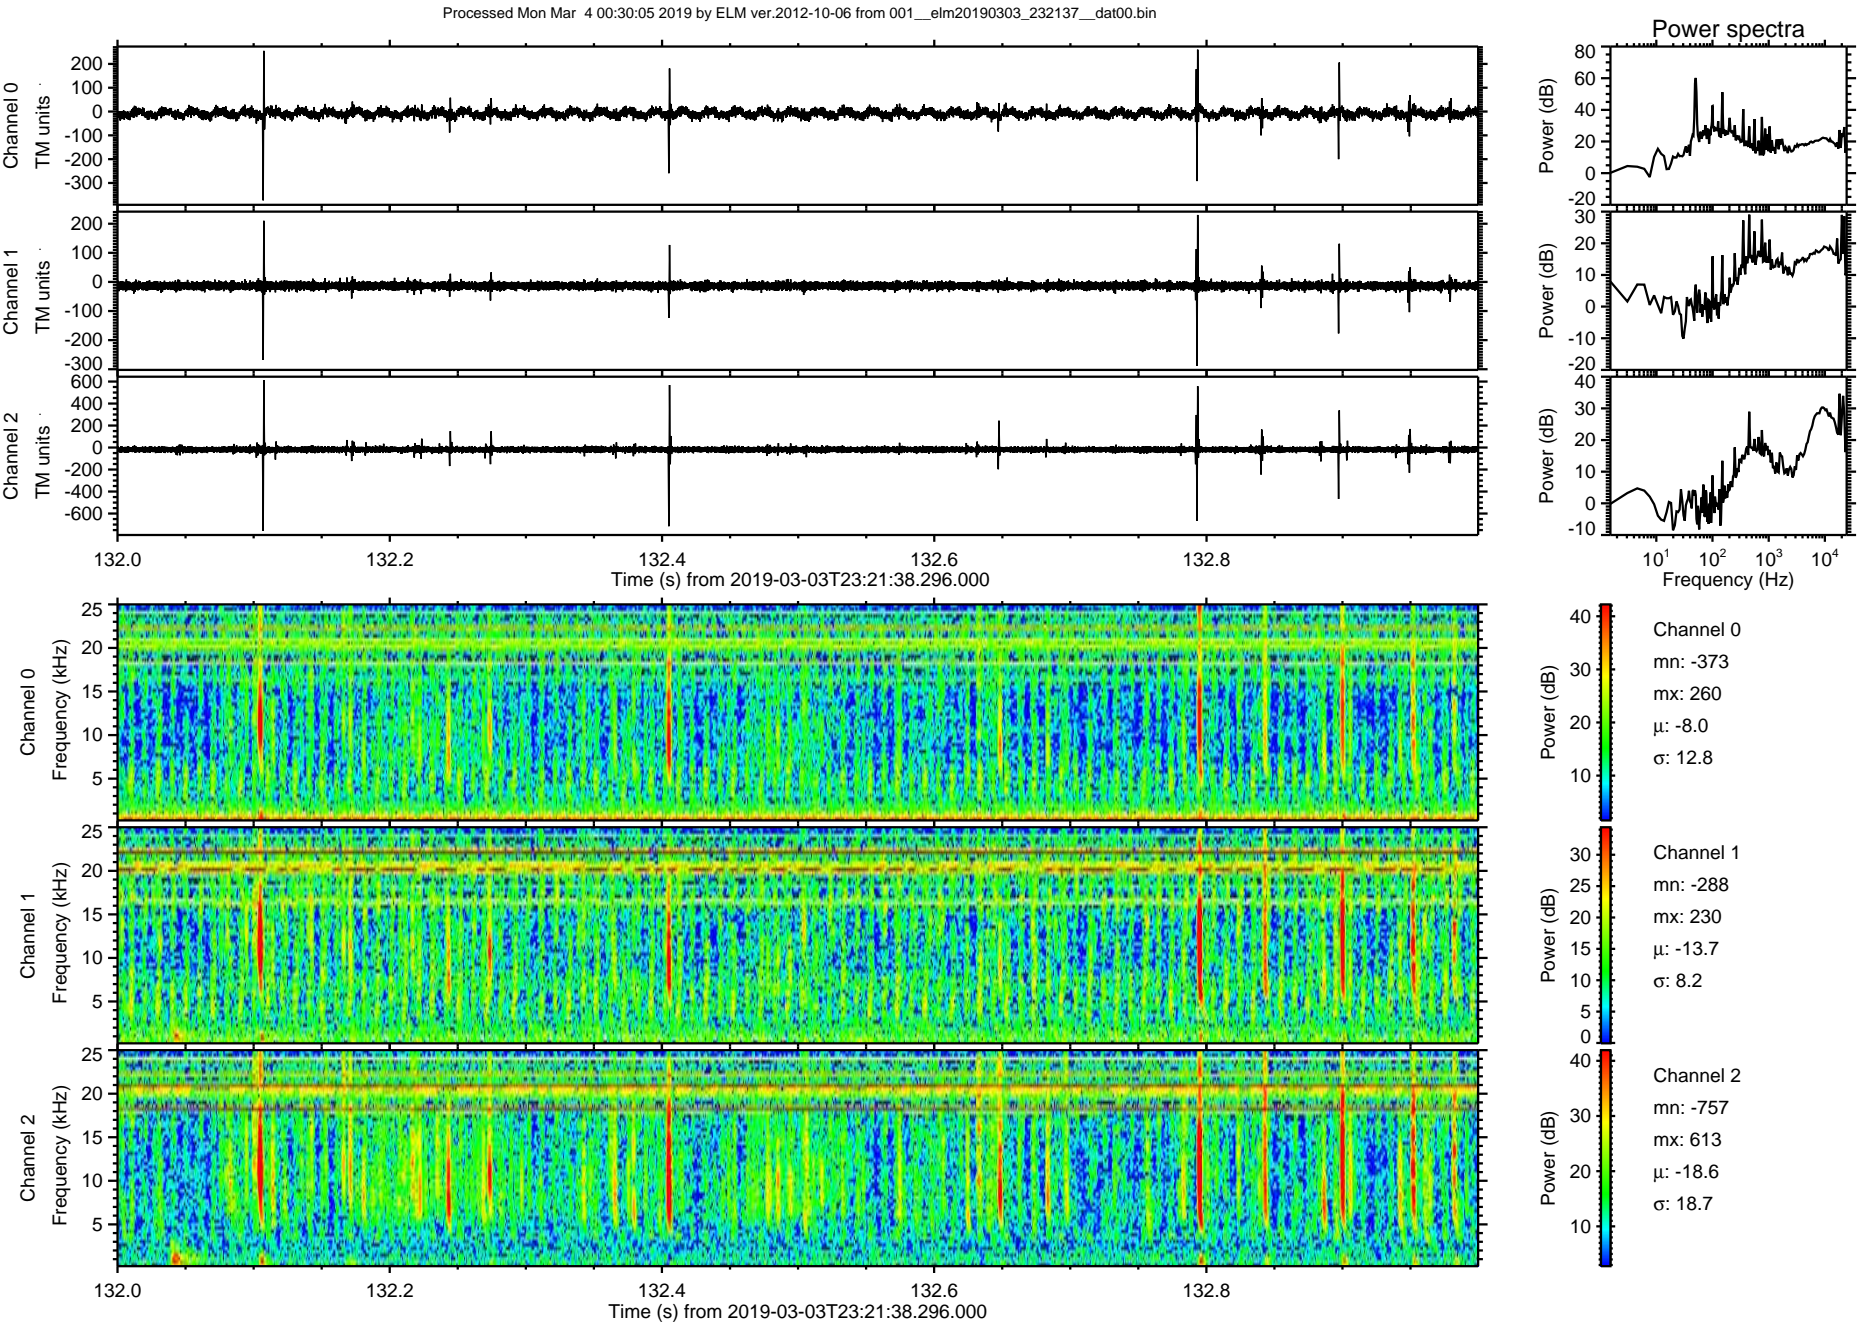 Processed Mon Mar  4 00:30:05 2019 by ELM ver.2012-10-06 from 001__elm20190303_232137__dat00.bin
Power spectra
Channel 0
TM units
200
100
0
-100
-200
-300
Power (dB)
80
60
40
20
0
-20
Channel 1
TM units
200
100
0
-100
-200
-300
Power (dB)
30
20
10
0
-10
-20
Channel 2
TM units
600
400
200
0
-200
-400
-600
Power (dB)
40
30
20
10
0
-10
132.0 132.2 132.4 132.6 132.8
Time (s) from 2019-03-03T23:21:38.296.000
10^1 10^2 10^3 10^4
Frequency (Hz)
Channel 0
Frequency (kHz)
25
20
15
10
5
Power (dB)
40
30
20
10
Channel 0
mn: -373
mx: 260
μ: -8.0
σ: 12.8
Channel 1
Frequency (kHz)
25
20
15
10
5
Power (dB)
30
25
20
15
10
5
0
Channel 1
mn: -288
mx: 230
μ: -13.7
σ: 8.2
Channel 2
Frequency (kHz)
25
20
15
10
5
Power (dB)
40
30
20
10
Channel 2
mn: -757
mx: 613
μ: -18.6
σ: 18.7
132.0 132.2 132.4 132.6 132.8
Time (s) from 2019-03-03T23:21:38.296.000